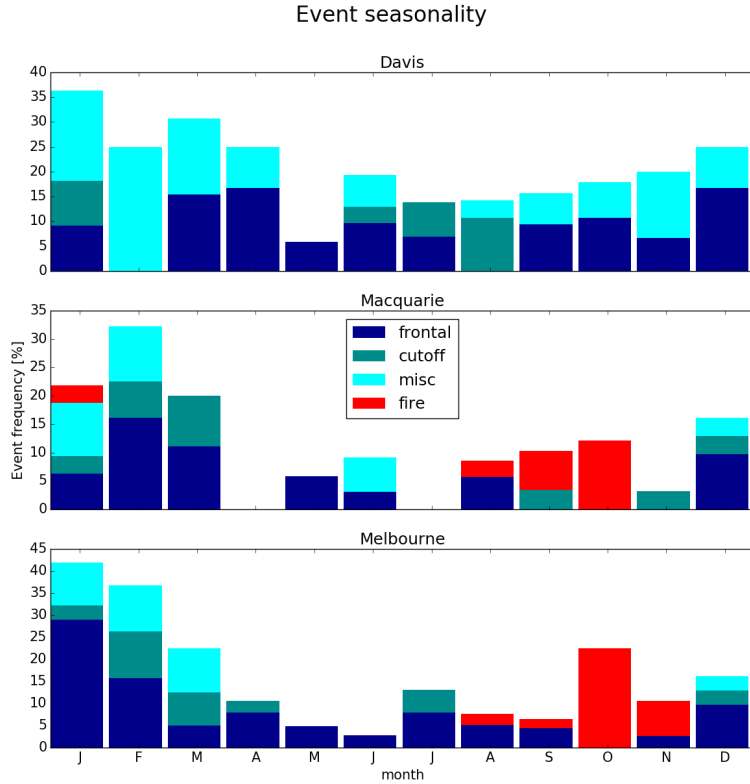 Event seasonality
Davis
40
35
30
25
20
15
10
5
0
Macquarie
35
30
25
20
15
10
5
0
frontal
cutoff
misc
fire
Event frequency [%]
Melbourne
45
40
35
30
25
20
15
10
5
0
J F M A M J J A S O N D
month